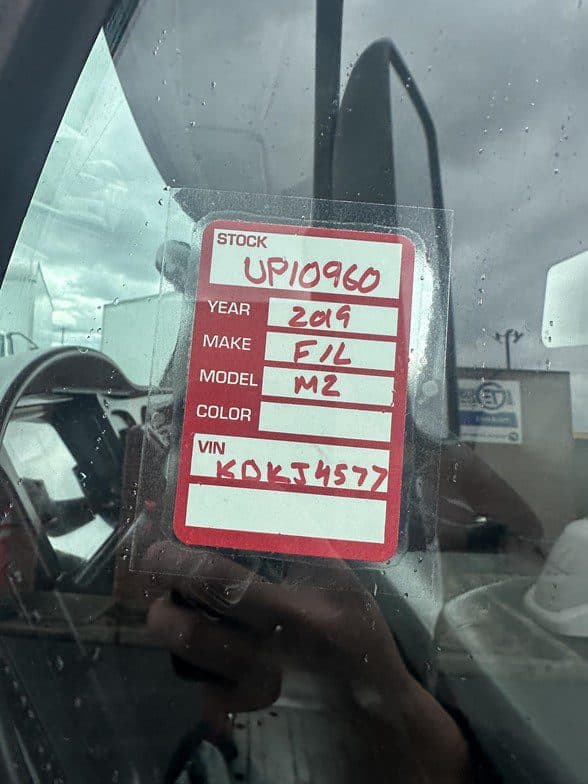 STOCK
UP10960
YEAR 2019
MAKE F/L
MODEL M2
COLOR
VIN
KDKJ4577